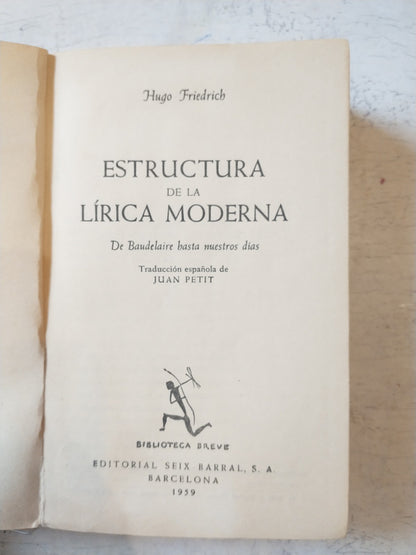 Hugo Friedrich
ESTRUCTURA
DE LA
LÍRICA MODERNA
De Baudelaire hasta nuestros días
Traducción española de
JUAN PETIT
BIBLIOTECA BREVE
EDITORIAL SEIX BARRAL, S. A.
BARCELONA
1959